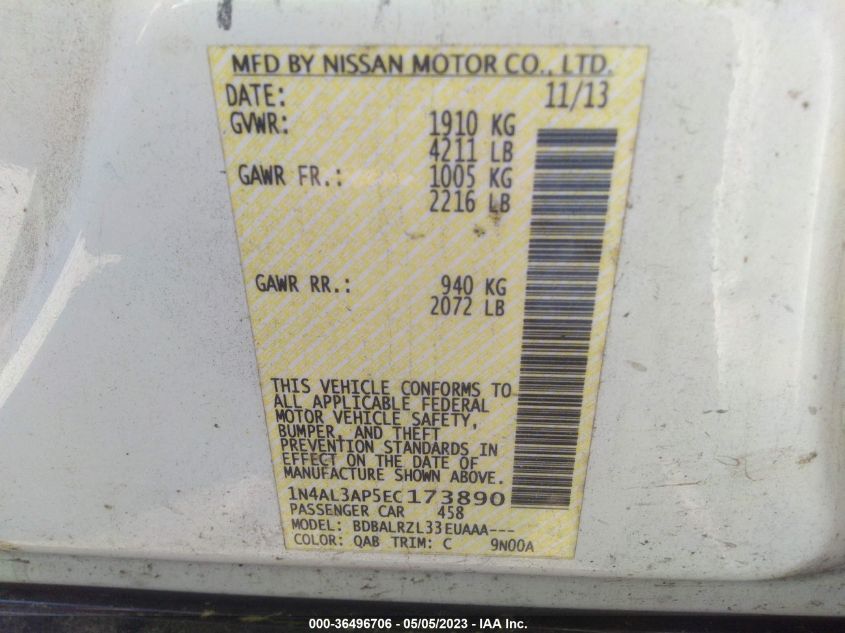 MFD BY NISSAN MOTOR CO., LTD.
DATE: 11/13
GVWR: 1910 KG
4211 LB
GAWR FR.: 1005 KG
2216 LB
GAWR RR.: 940 KG
2072 LB
THIS VEHICLE CONFORMS TO
ALL APPLICABLE FEDERAL
MOTOR VEHICLE SAFETY,
BUMPER, AND THEFT
PREVENTION STANDARDS IN
EFFECT ON THE DATE OF
MANUFACTURE SHOWN ABOVE.
1N4AL3AP5EC173890
PASSENGER CAR 458
MODEL: BDBALRZL33EUAAA---
COLOR: QAB TRIM: C 9N00A
000-36496706 - 05/05/2023 - IAA Inc.